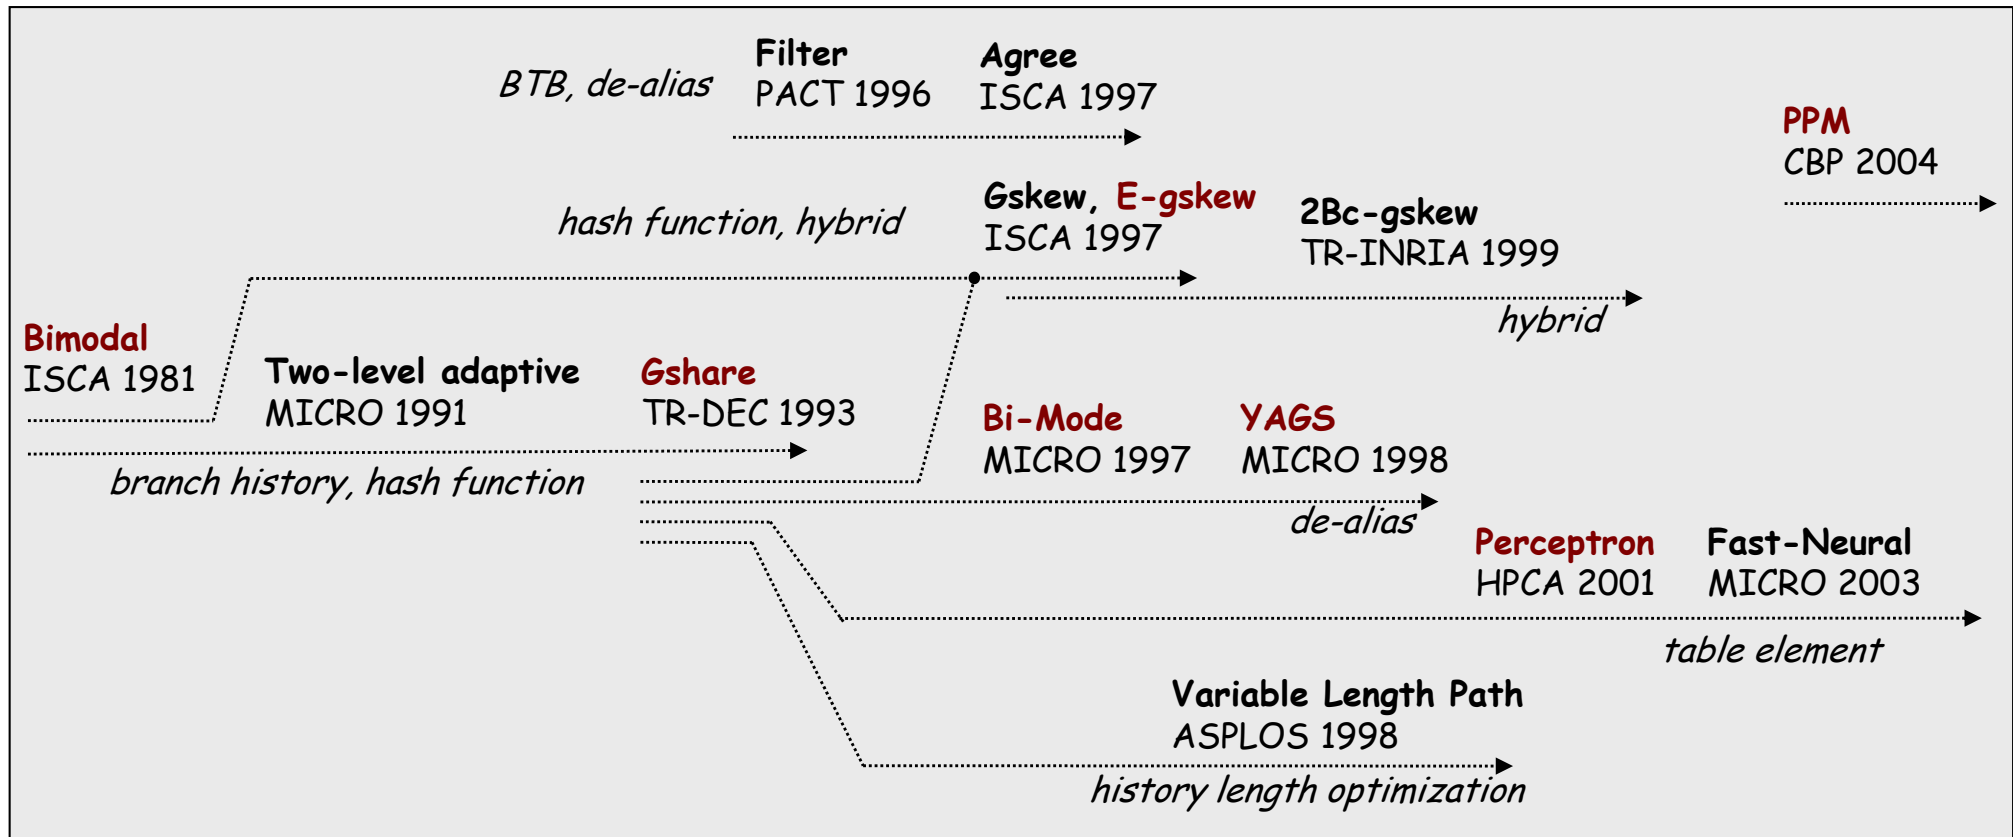 Filter
PACT 1996
Agree
ISCA 1997
BTB, de-alias
PPM
CBP 2004
Gskew, E-gskew
ISCA 1997
hash function, hybrid
2Bc-gskew
TR-INRIA 1999
hybrid
Bimodal
ISCA 1981
Two-level adaptive
MICRO 1991
Gshare
TR-DEC 1993
branch history, hash function
Bi-Mode
MICRO 1997
YAGS
MICRO 1998
de-alias
Perceptron
HPCA 2001
Fast-Neural
MICRO 2003
table element
Variable Length Path
ASPLOS 1998
history length optimization